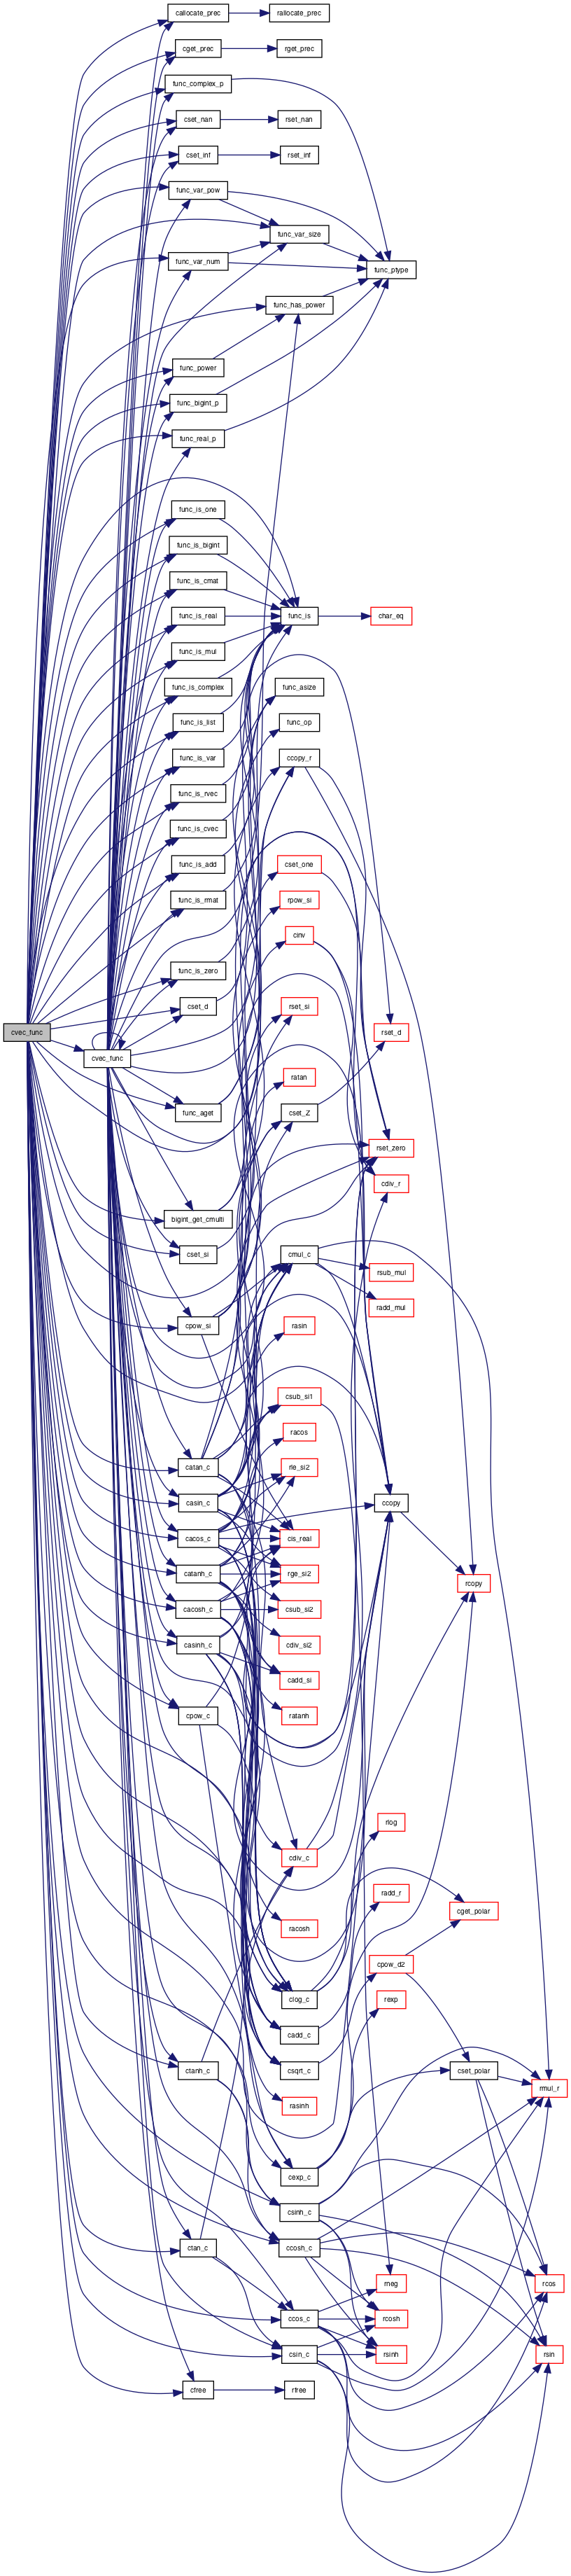 callocate_prec
rallocate_prec
cget_prec
rget_prec
func_complex_p
cset_nan
rset_nan
cset_inf
rset_inf
func_var_pow
func_var_size
func_var_num
func_ptype
func_has_power
func_power
func_bigint_p
func_real_p
func_is_one
func_is_bigint
func_is_cmat
func_is_real
func_is
char_eq
func_is_mul
func_is_complex
func_asize
func_is_list
func_op
func_is_var
ccopy_r
func_is_rvec
func_is_cvec
func_is_add
cset_one
func_is_rmat
rpow_si
cinv
func_is_zero
cset_d
rset_si
cvec_func
rset_d
cvec_func
ratan
func_aget
cset_Z
rset_zero
cdiv_r
bigint_get_cmulti
cset_si
cmul_c
rsub_mul
radd_mul
cpow_si
rasin
csub_si1
racos
catan_c
rle_si2
casin_c
ccopy
cacos_c
cis_real
catanh_c
rge_si2
rcopy
cacosh_c
csub_si2
casinh_c
cdiv_si2
cadd_si
cpow_c
ratanh
rlog
cdiv_c
radd_r
cget_polar
racosh
cpow_d2
clog_c
rexp
cadd_c
ctanh_c
csqrt_c
cset_polar
rmul_r
rasinh
cexp_c
csinh_c
ctan_c
ccosh_c
rneg
rcos
ccos_c
rcosh
csin_c
rsinh
rsin
cfree
rfree